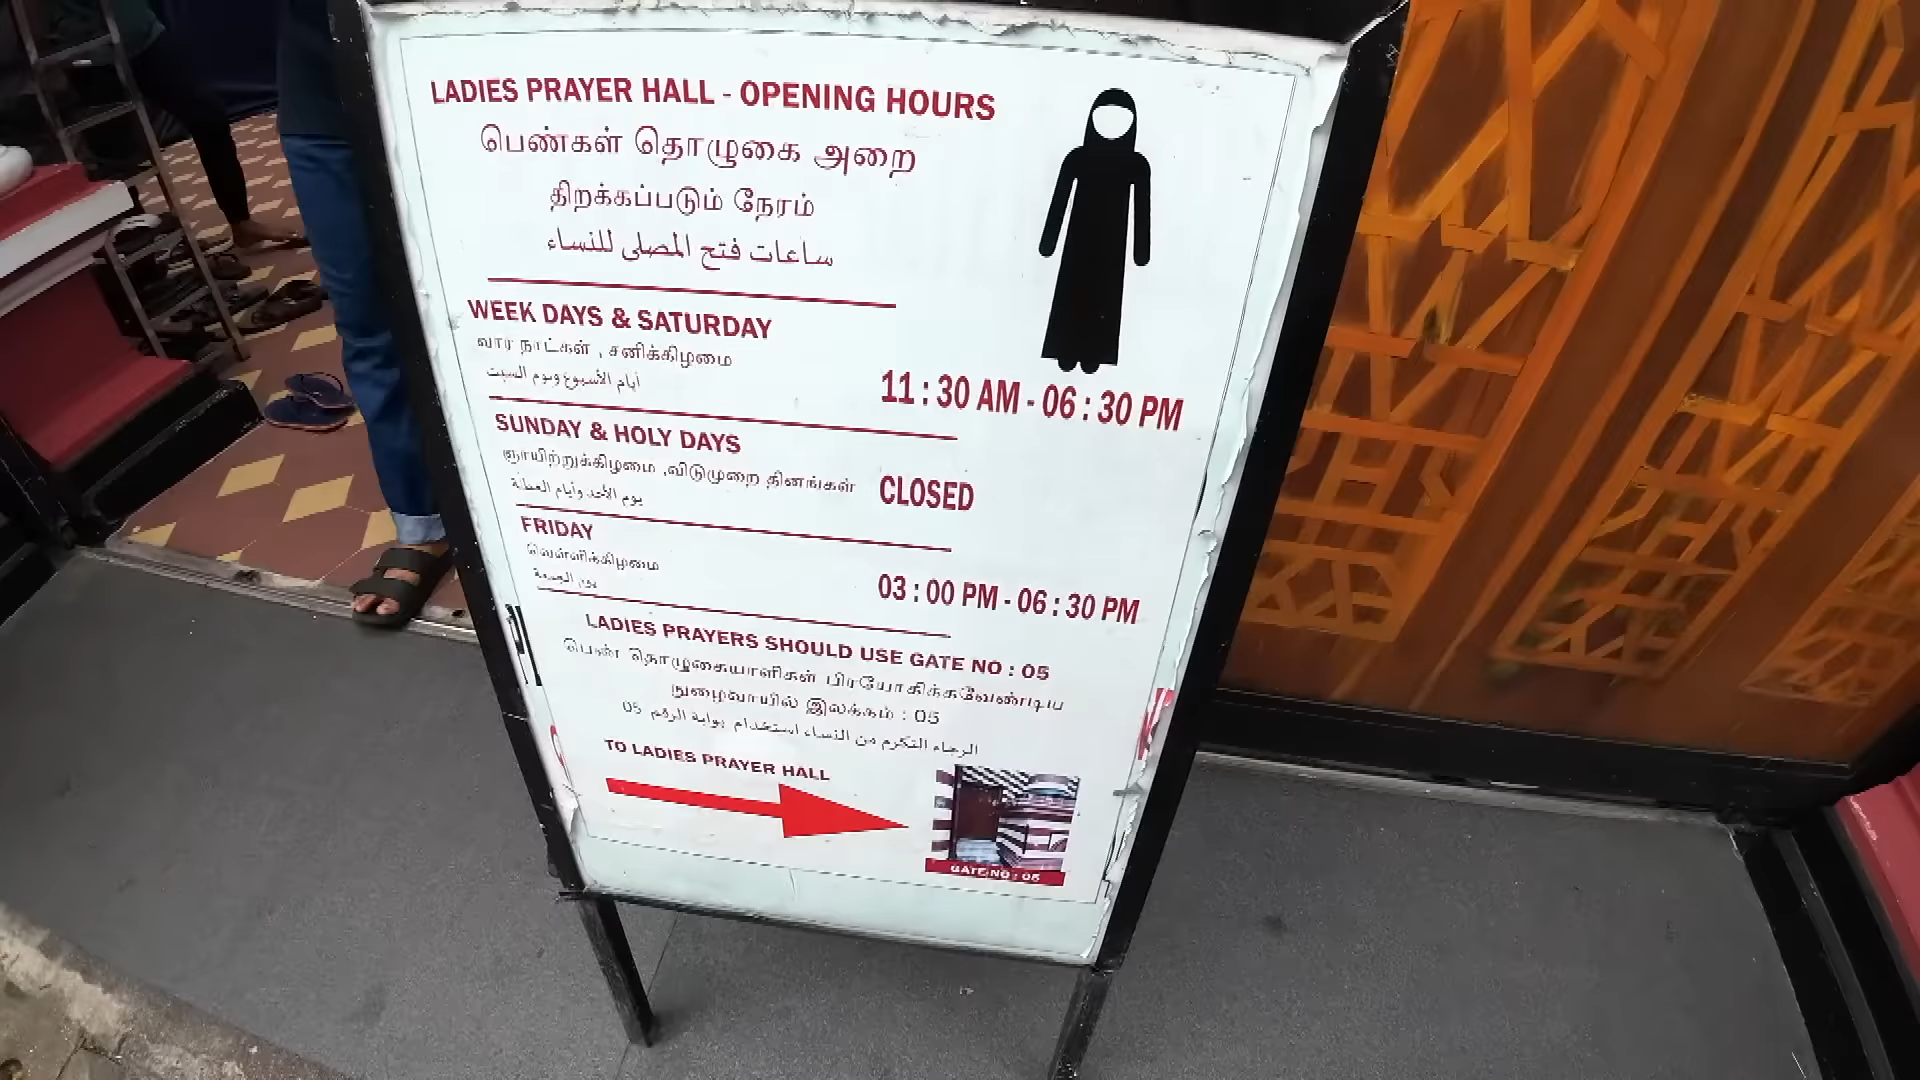 LADIES PRAYER HALL - OPENING HOURS
பெண்கள் தொழுகை அறை
திறக்கப்படும் நேரம்
ساعات فتح المصلى للنساء
WEEK DAYS & SATURDAY
வார நாட்கள் , சனிக்கிழமை
أيام الأسبوع ويوم السبت
11 : 30 AM - 06 : 30 PM
SUNDAY & HOLY DAYS
ஞாயிற்றுக்கிழமை ,விடுமுறை தினங்கள்
يوم الأحد وأيام العطلة
CLOSED
FRIDAY
வெள்ளிக்கிழமை
يوم الجمعة
03 : 00 PM - 06 : 30 PM
LADIES PRAYERS SHOULD USE GATE NO : 05
பெண் தொழுகையாளிகள் பிரயோகிக்கவேண்டிய
நுழைவாயில் இலக்கம் : 05
الرجاء التكرم من النساء استخدام بوابة الرقم 05
TO LADIES PRAYER HALL
GATE NO : 05